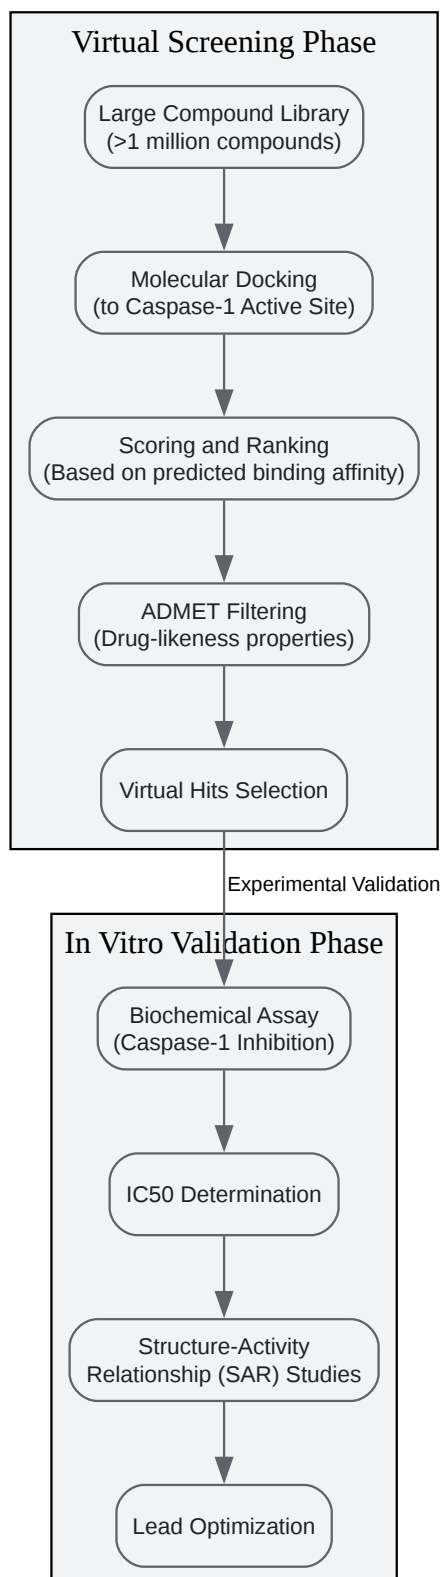 Virtual Screening Phase
Large Compound Library
(>1 million compounds)
Molecular Docking
(to Caspase-1 Active Site)
Scoring and Ranking
(Based on predicted binding affinity)
ADMET Filtering
(Drug-likeness properties)
Virtual Hits Selection
Experimental Validation
In Vitro Validation Phase
Biochemical Assay
(Caspase-1 Inhibition)
IC50 Determination
Structure-Activity
Relationship (SAR) Studies
Lead Optimization